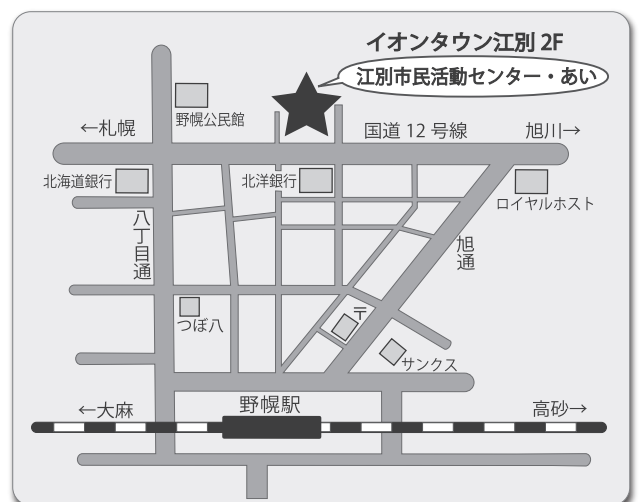 イオンタウン江別 2F
江別市民活動センター・あい
野幌公民館
←札幌
国道 12 号線
旭川→
北海道銀行
北洋銀行
ロイヤルホスト
八丁目通
旭通
〒
つぼ八
サンクス
←大麻
野幌駅
高砂→